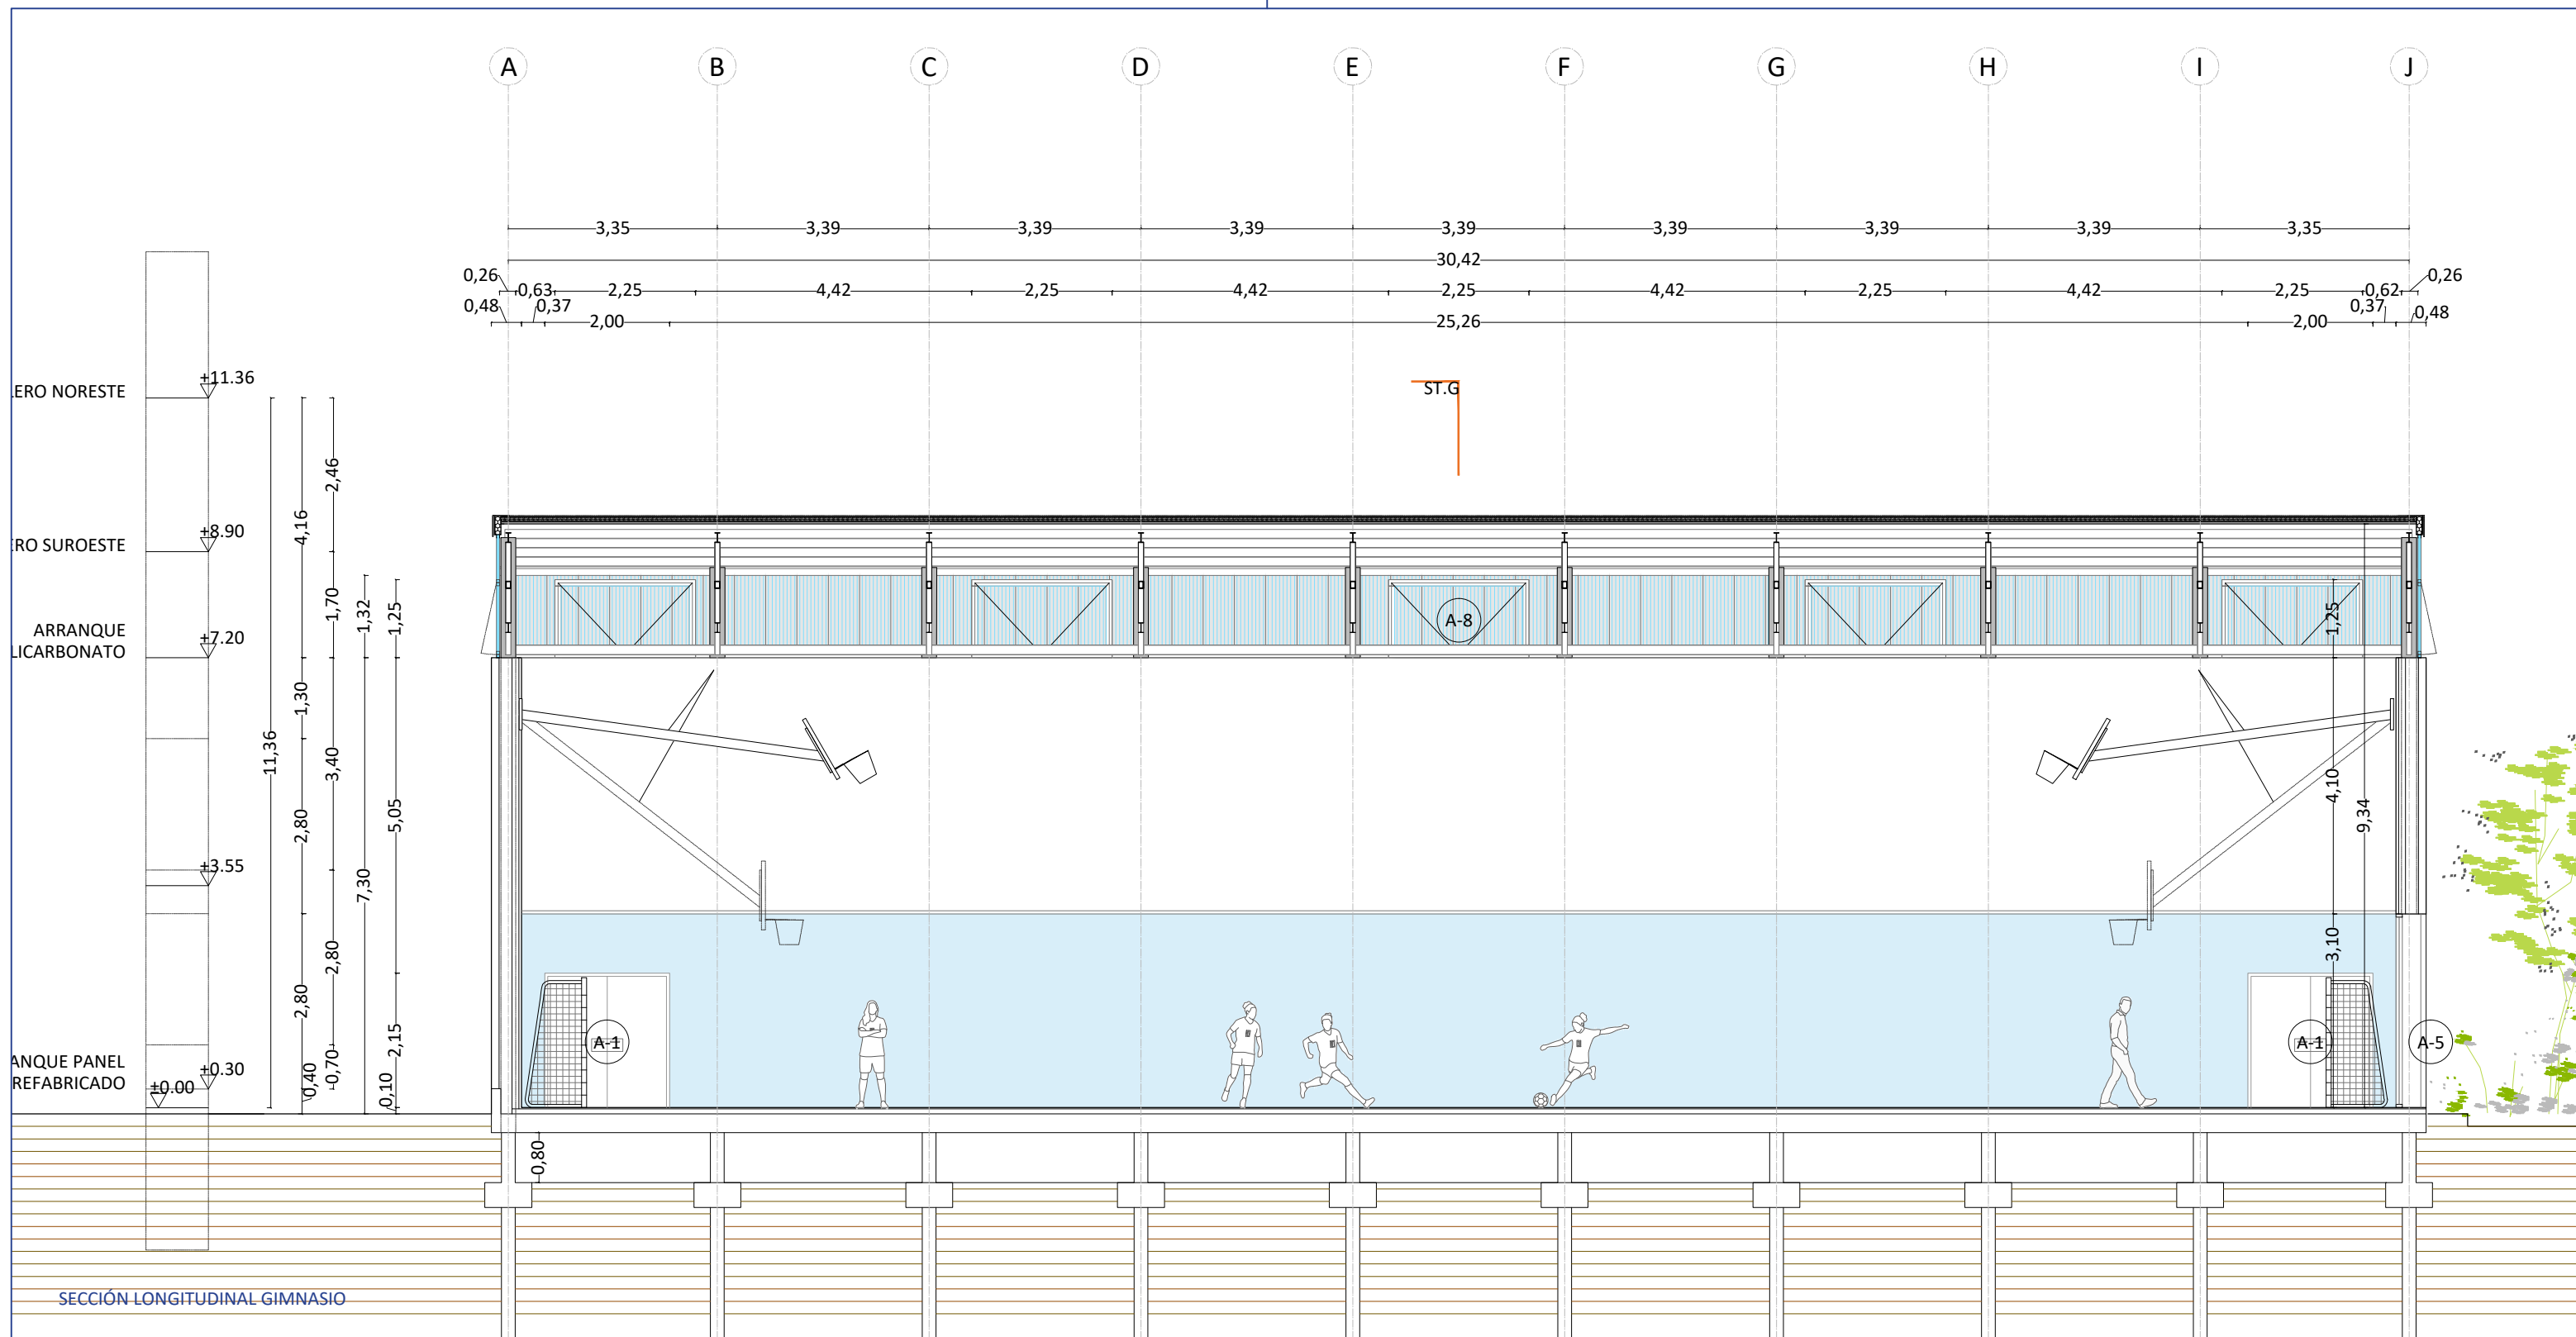 A B C D E F G H I J
3,35 3,39 3,39 3,39 3,39 3,39 3,39 3,39 3,35
30,42
0,26 0,63 2,25 4,42 2,25 4,42 2,25 4,42 2,25 4,42 2,25 0,62 0,26
0,48 0,37 2,00 25,26 2,00 0,37 0,48
ST.G
LERO NORESTE +11.36
ERO SUROESTE +8.90
ARRANQUE +7.20
LICARBONATO
+3.55
ANQUE PANEL +0.30
REFABRICADO ±0.00
11,36
4,16
1,30
2,80
2,80
0,40
2,46
1,70
3,40
2,80
0,70
1,32
7,30
1,25
5,05
2,15
0,10
A-8
1,25
4,10
3,10
9,34
A-1
A-1
A-5
0,80
SECCIÓN LONGITUDINAL GIMNASIO